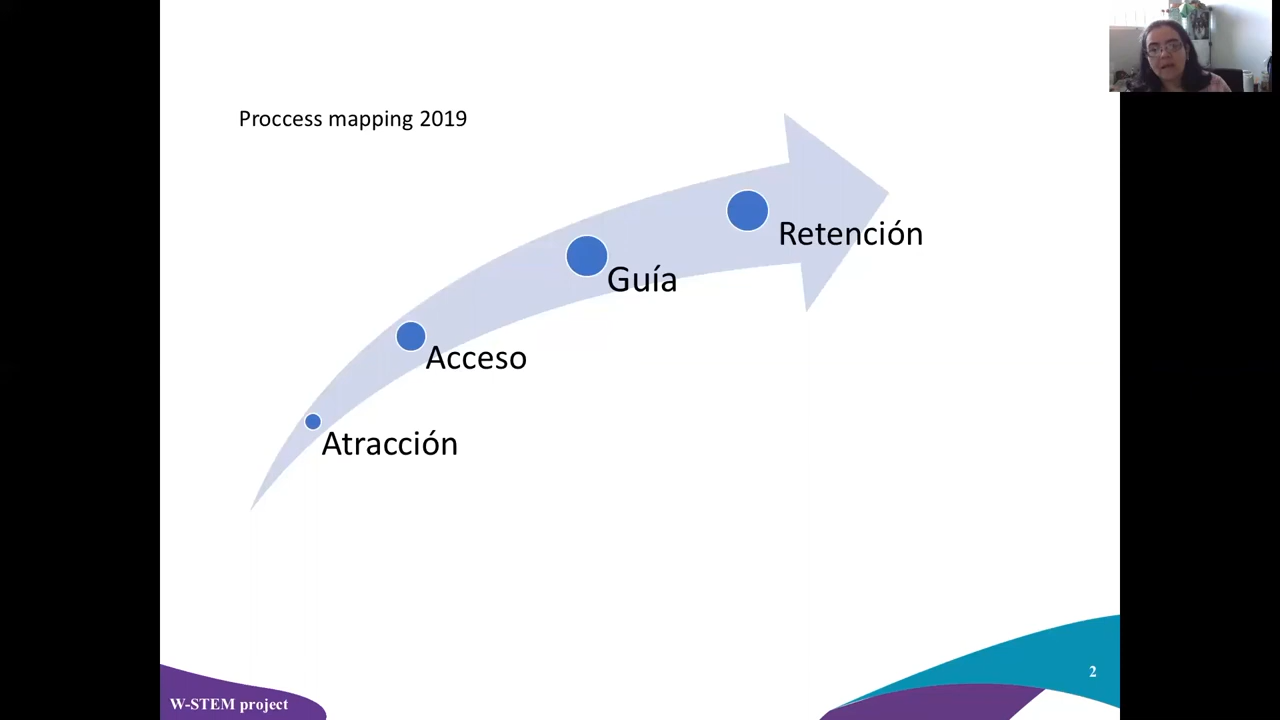 Proccess mapping 2019
Retención
Guía
Acceso
Atracción
2
W-STEM project